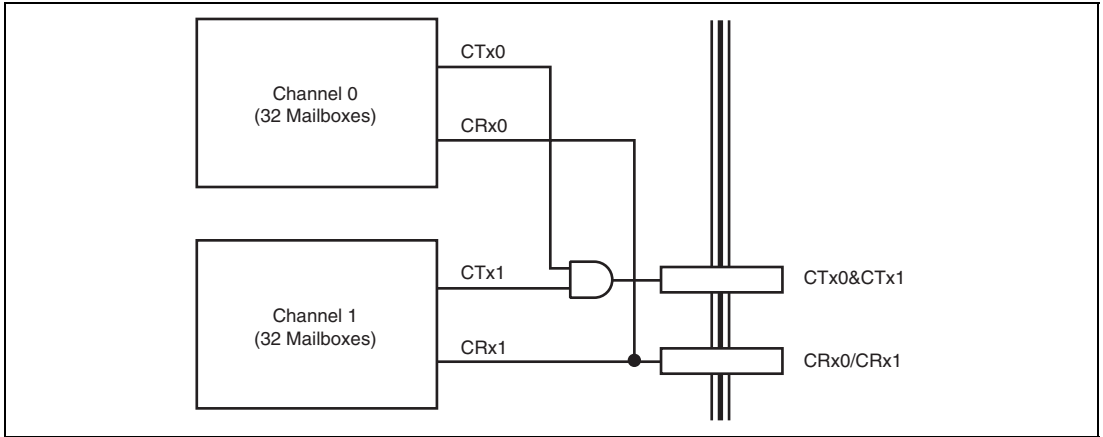 CTx0
Channel 0
(32 Mailboxes)
CRx0
CTx1
CTx0&CTx1
Channel 1
(32 Mailboxes)
CRx1
CRx0/CRx1